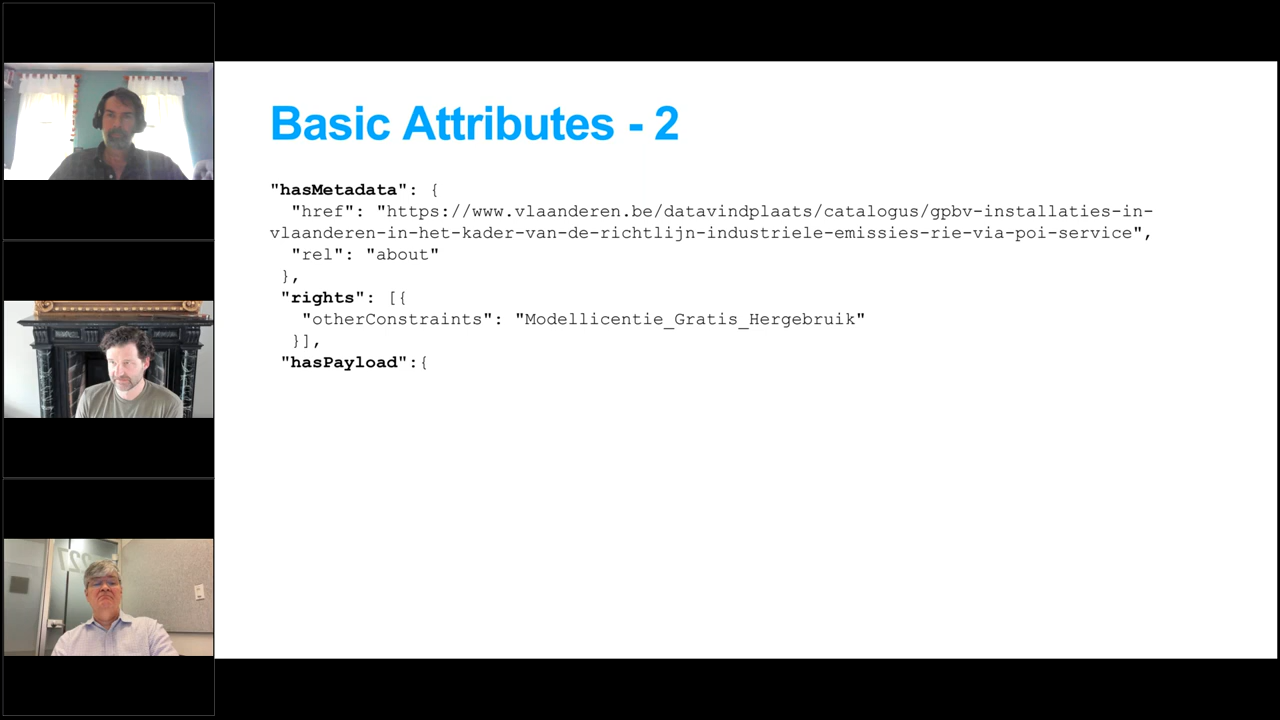 Basic Attributes - 2
"hasMetadata": {
"href": "https://www.vlaanderen.be/datavindplaats/catalogus/gpbv-installaties-in-
vlaanderen-in-het-kader-van-de-richtlijn-industriele-emissies-rie-via-poi-service",
"rel": "about"
},
"rights": [{
"otherConstraints": "Modellicentie_Gratis_Hergebruik"
}],
"hasPayload":{
227